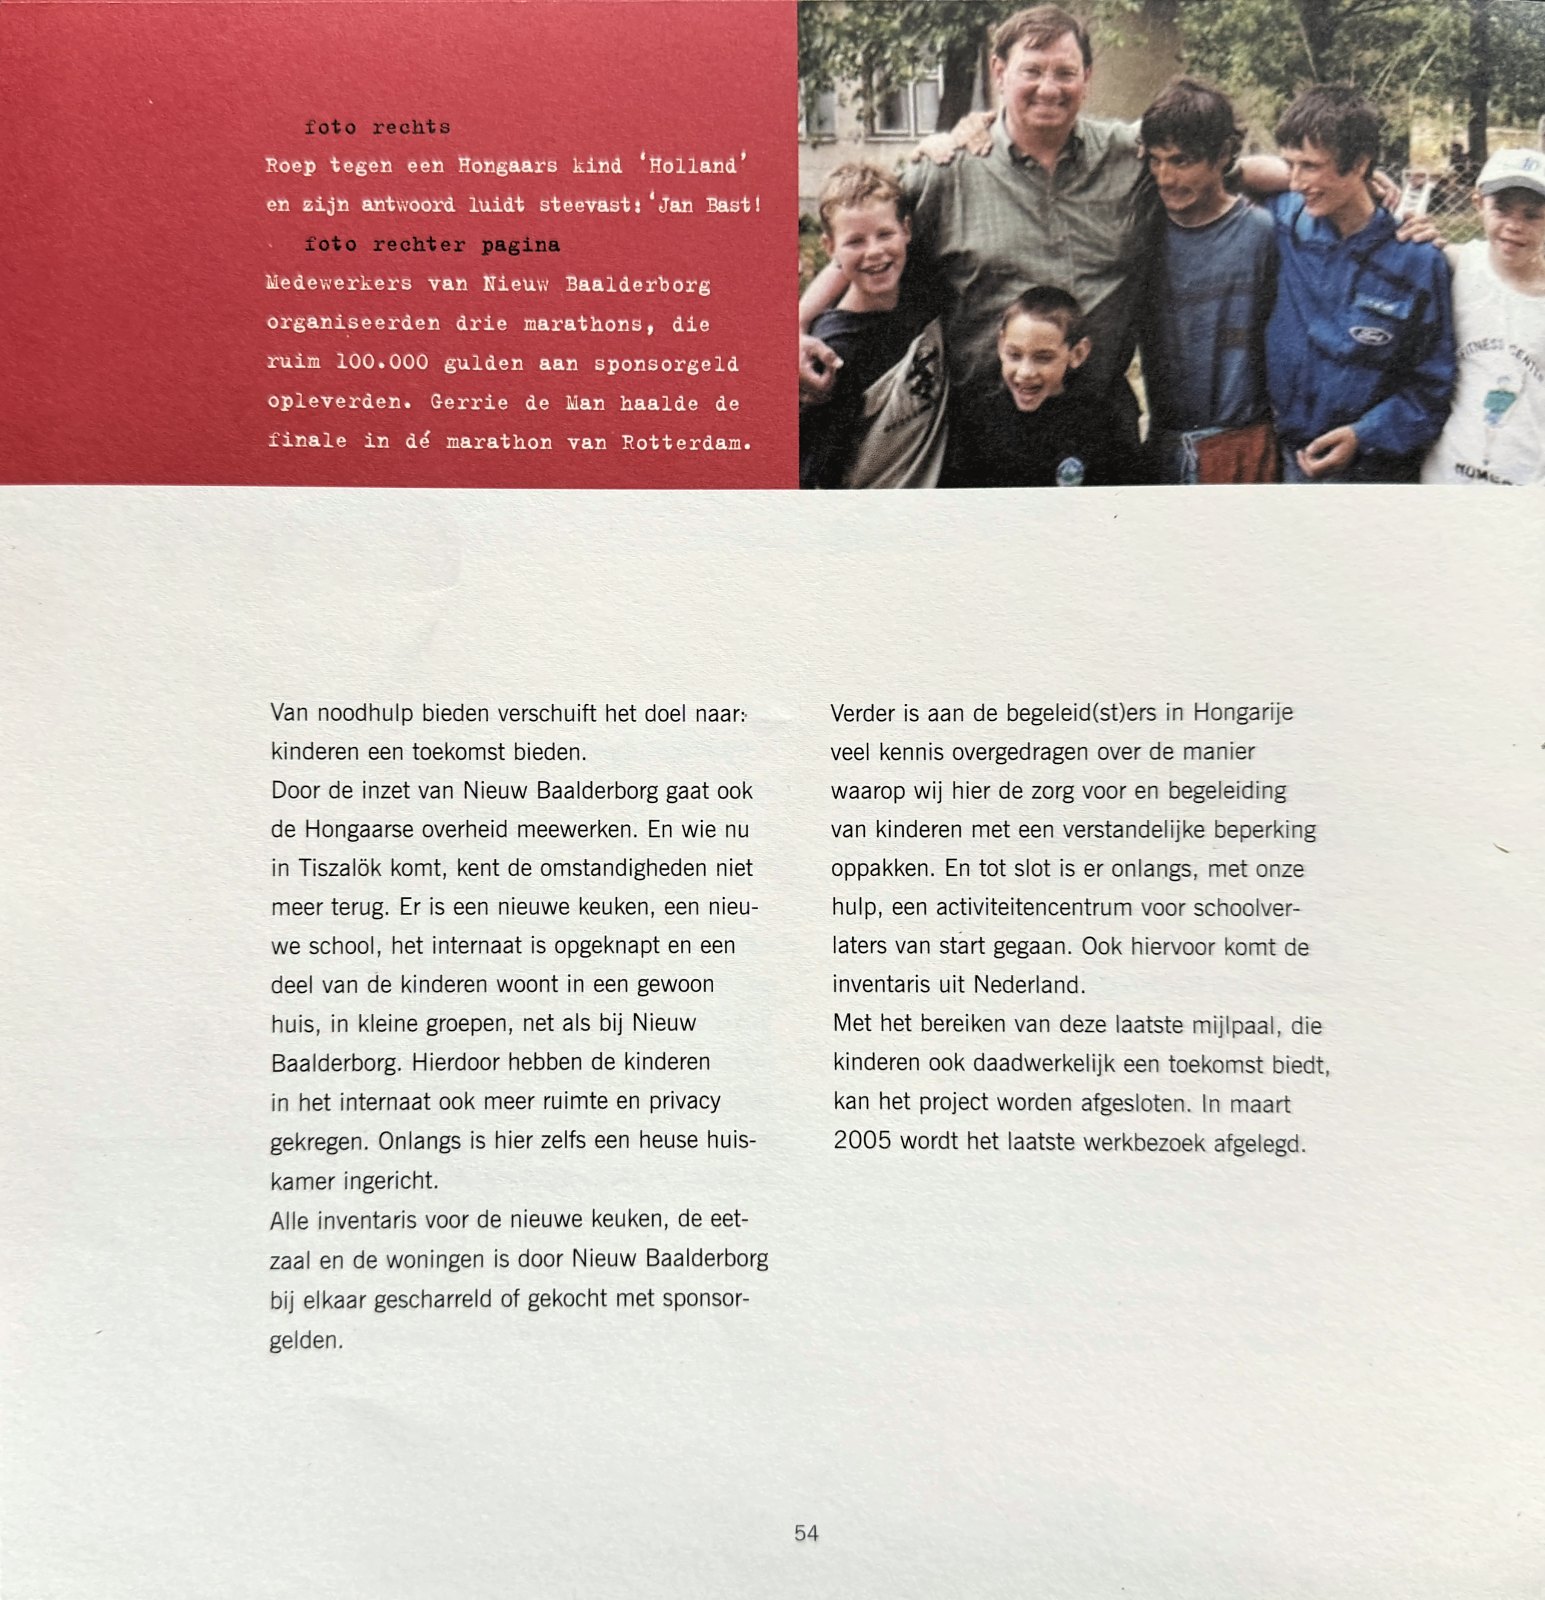 foto rechts
Roep tegen een Hongaars kind ‘Holland’
en zijn antwoord luidt steevast: ‘Jan Bast!
foto rechter pagina
Medewerkers van Nieuw Baalderborg
organiseerden drie marathons, die
ruim 100.000 gulden aan sponsorgeld
opleverden. Gerrie de Man haalde de
finale in dé marathon van Rotterdam.
Ford
FITNESS
Van noodhulp bieden verschuift het doel naar:
kinderen een toekomst bieden.
Door de inzet van Nieuw Baalderborg gaat ook
de Hongaarse overheid meewerken. En wie nu
in Tiszalök komt, kent de omstandigheden niet
meer terug. Er is een nieuwe keuken, een nieu-
we school, het internaat is opgeknapt en een
deel van de kinderen woont in een gewoon
huis, in kleine groepen, net als bij Nieuw
Baalderborg. Hierdoor hebben de kinderen
in het internaat ook meer ruimte en privacy
gekregen. Onlangs is hier zelfs een heuse huis-
kamer ingericht.
Alle inventaris voor de nieuwe keuken, de eet-
zaal en de woningen is door Nieuw Baalderborg
bij elkaar gescharreld of gekocht met sponsor-
gelden.
Verder is aan de begeleid(st)ers in Hongarije
veel kennis overgedragen over de manier
waarop wij hier de zorg voor en begeleiding
van kinderen met een verstandelijke beperking
oppakken. En tot slot is er onlangs, met onze
hulp, een activiteitencentrum voor schoolver-
laters van start gegaan. Ook hiervoor komt de
inventaris uit Nederland.
Met het bereiken van deze laatste mijlpaal, die
kinderen ook daadwerkelijk een toekomst biedt,
kan het project worden afgesloten. In maart
2005 wordt het laatste werkbezoek afgelegd.
54